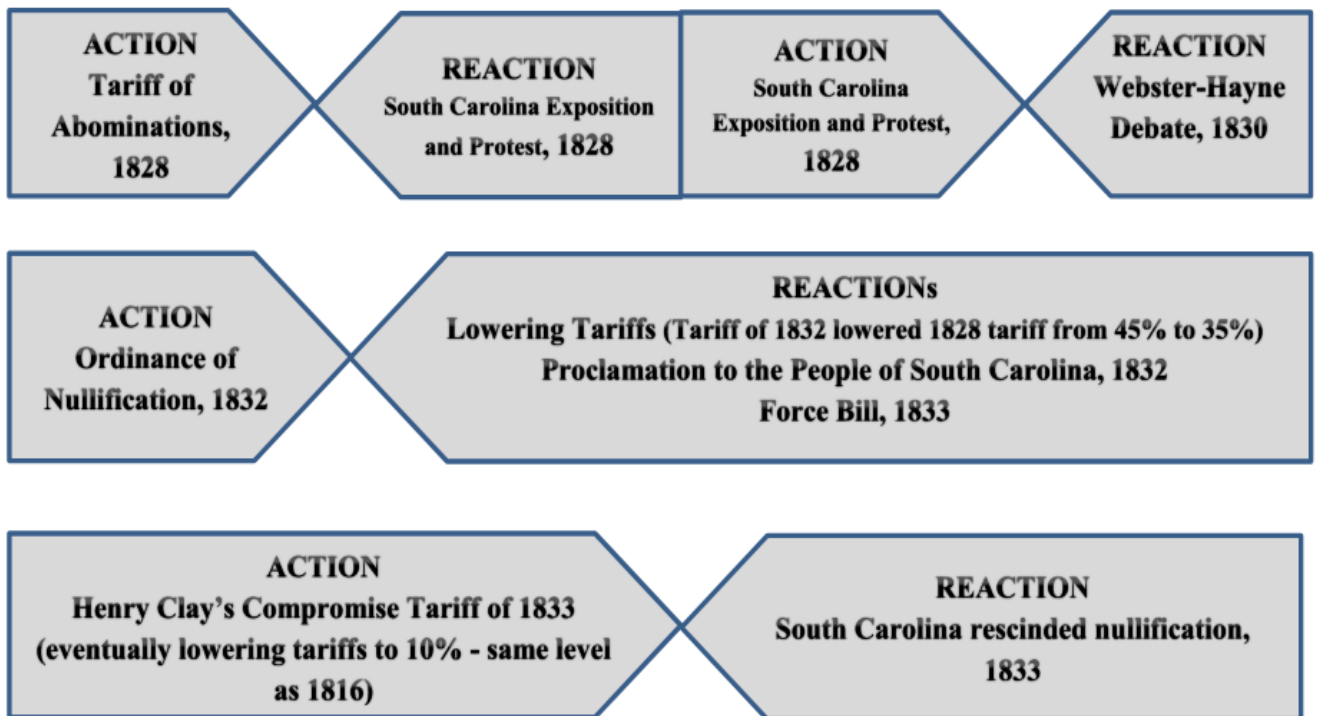 ACTION
Tariff of
Abominations,
1828
REACTION
South Carolina Exposition
and Protest, 1828
ACTION
South Carolina
Exposition and Protest,
1828
REACTION
Webster-Hayne
Debate, 1830
ACTION
Ordinance of
Nullification, 1832
REACTIONs
Lowering Tariffs (Tariff of 1832 lowered 1828 tariff from 45% to 35%)
Proclamation to the People of South Carolina, 1832
Force Bill, 1833
ACTION
Henry Clay’s Compromise Tariff of 1833
(eventually lowering tariffs to 10% - same level
as 1816)
REACTION
South Carolina rescinded nullification,
1833